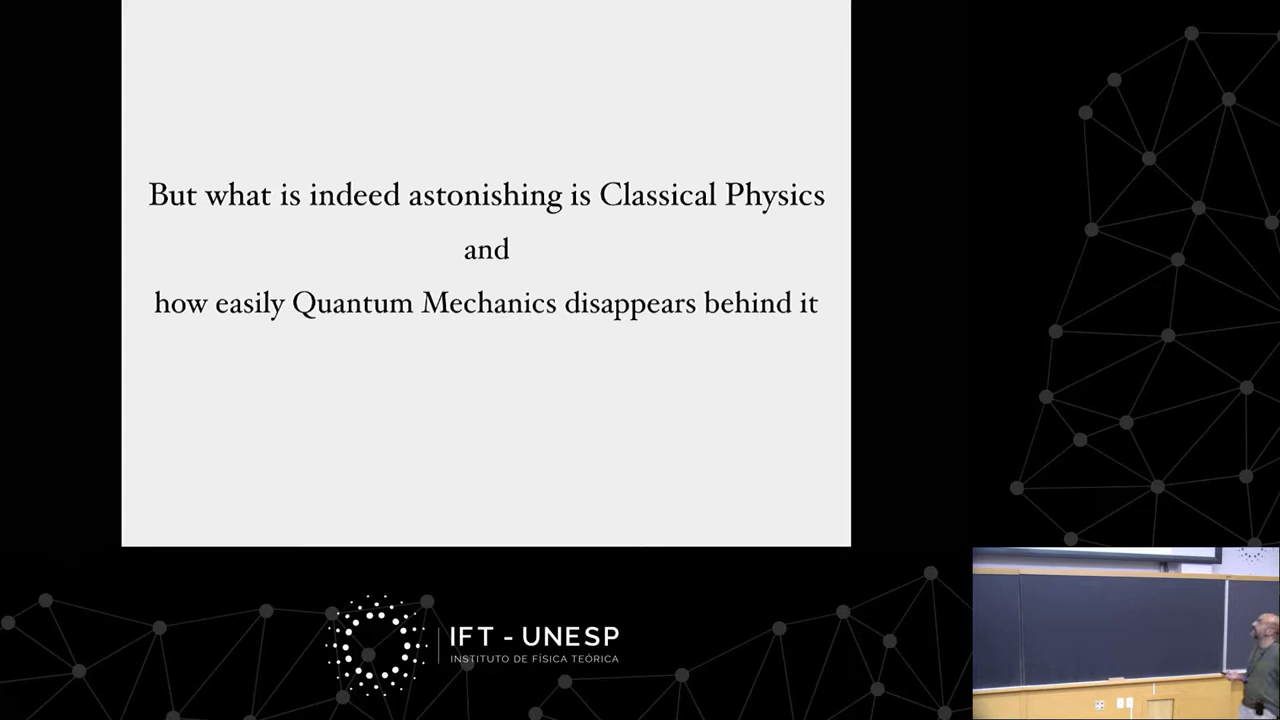 But what is indeed astonishing is Classical Physics
and
how easily Quantum Mechanics disappears behind it
IFT - UNESP
INSTITUTO DE FÍSICA TEÓRICA